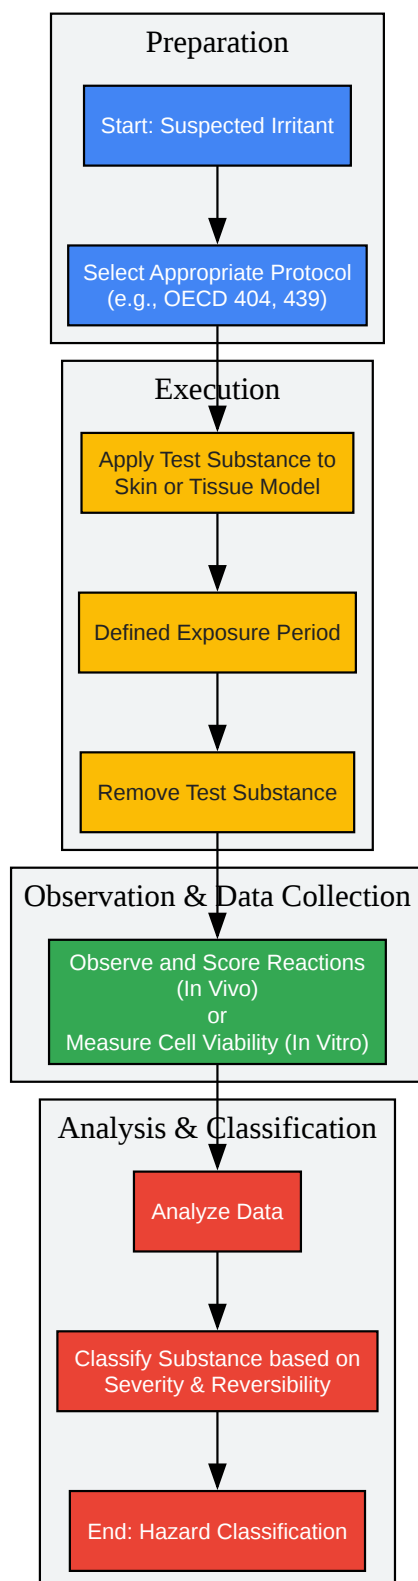 Preparation
Start: Suspected Irritant
Select Appropriate Protocol
(e.g., OECD 404, 439)
Execution
Apply Test Substance to
Skin or Tissue Model
Defined Exposure Period
Remove Test Substance
Observation & Data Collection
Observe and Score Reactions
(In Vivo)
or
Measure Cell Viability (In Vitro)
Analysis & Classification
Analyze Data
Classify Substance based on
Severity & Reversibility
End: Hazard Classification